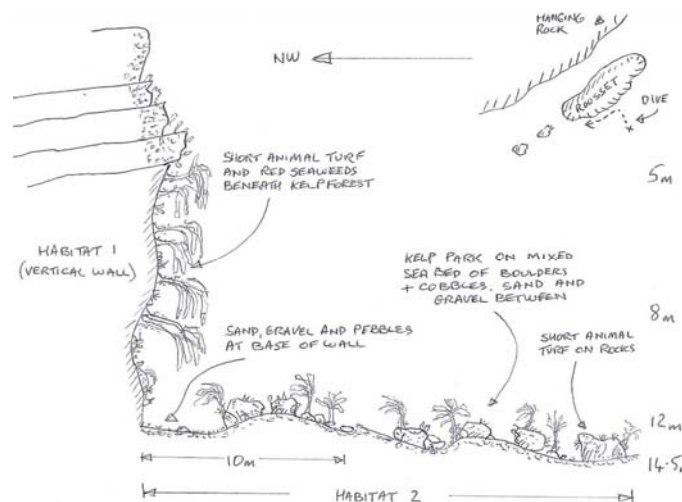 HANGING
ROCK
NW
ROUSSET
DIVE
x
5m
SHORT ANIMAL TURF
AND RED SEAWEEDS
BENEATH KELP FOREST
HABITAT 1
(VERTICAL WALL)
KELP PARK ON MIXED
SEA BED OF BOULDERS
+ COBBLES, SAND AND
GRAVEL BETWEEN
8m
SAND, GRAVEL AND PEBBLES
AT BASE OF WALL
SHORT ANIMAL
TURF ON ROCKS
12m
14.5
10m
HABITAT 2